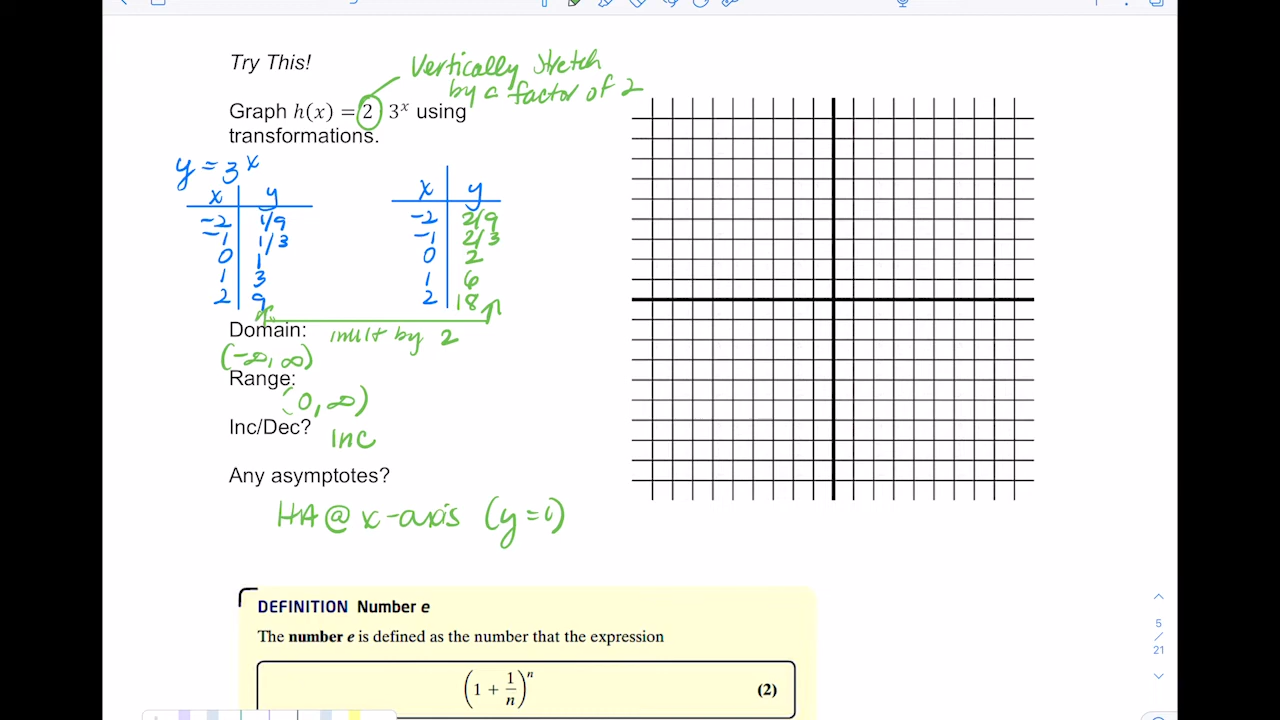 Try This!
Vertically stretch
by a factor of 2
Graph h(x) = 2 3ˣ using
transformations.
y = 3ˣ
x y
-2 1/9
-1 1/3
0 1
1 3
2 9
x y
-2 2/9
-1 2/3
0 2
1 6
2 18
mult by 2
Domain:
(-∞, ∞)
Range:
(0, ∞)
Inc/Dec?
Inc
Any asymptotes?
HA @ x-axis (y=0)
DEFINITION Number e
The number e is defined as the number that the expression
(1 + 1/n)ⁿ (2)
5
/
21